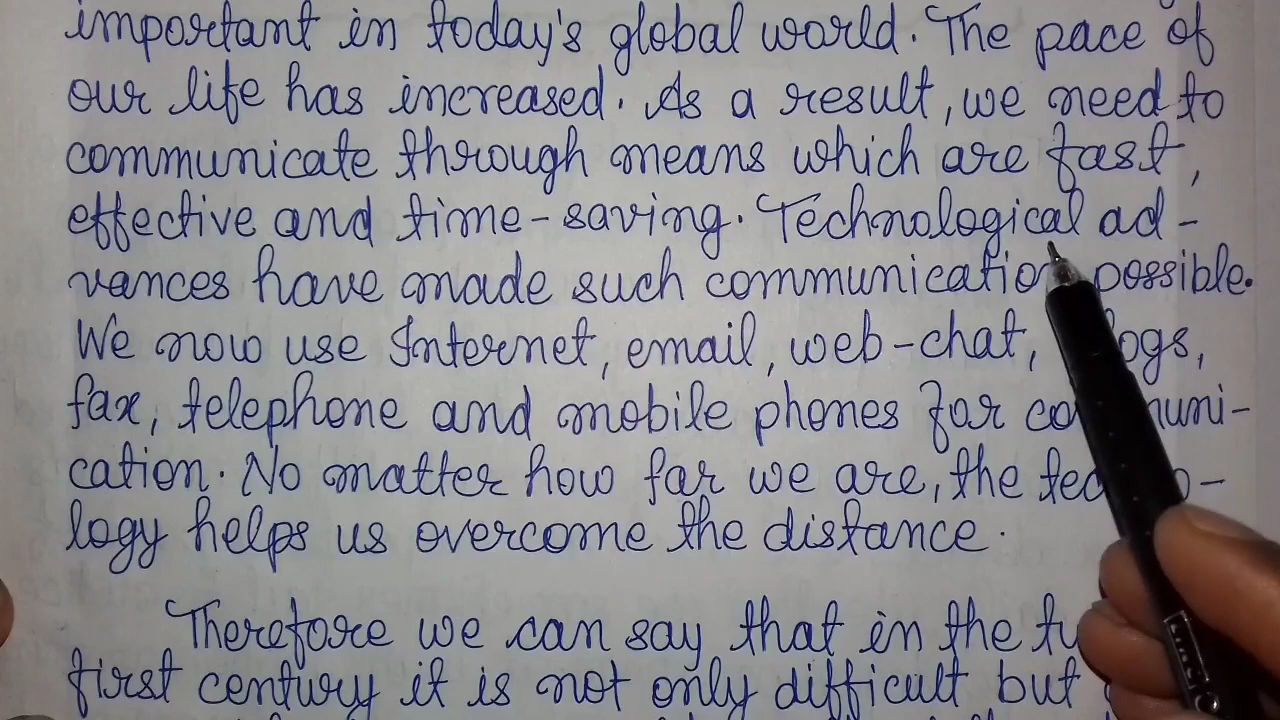 important in today's global world. The pace of
our life has increased. As a result, we need to
communicate through means which are fast,
effective and time-saving. Technological ad-
vances have made such communication possible.
We now use Internet, email, web-chat,
fax, telephone and mobile phones for
cation. No matter how far we are, the
logy helps us overcome the distance.
Therefore we can say that in the
first century it is not only difficult but